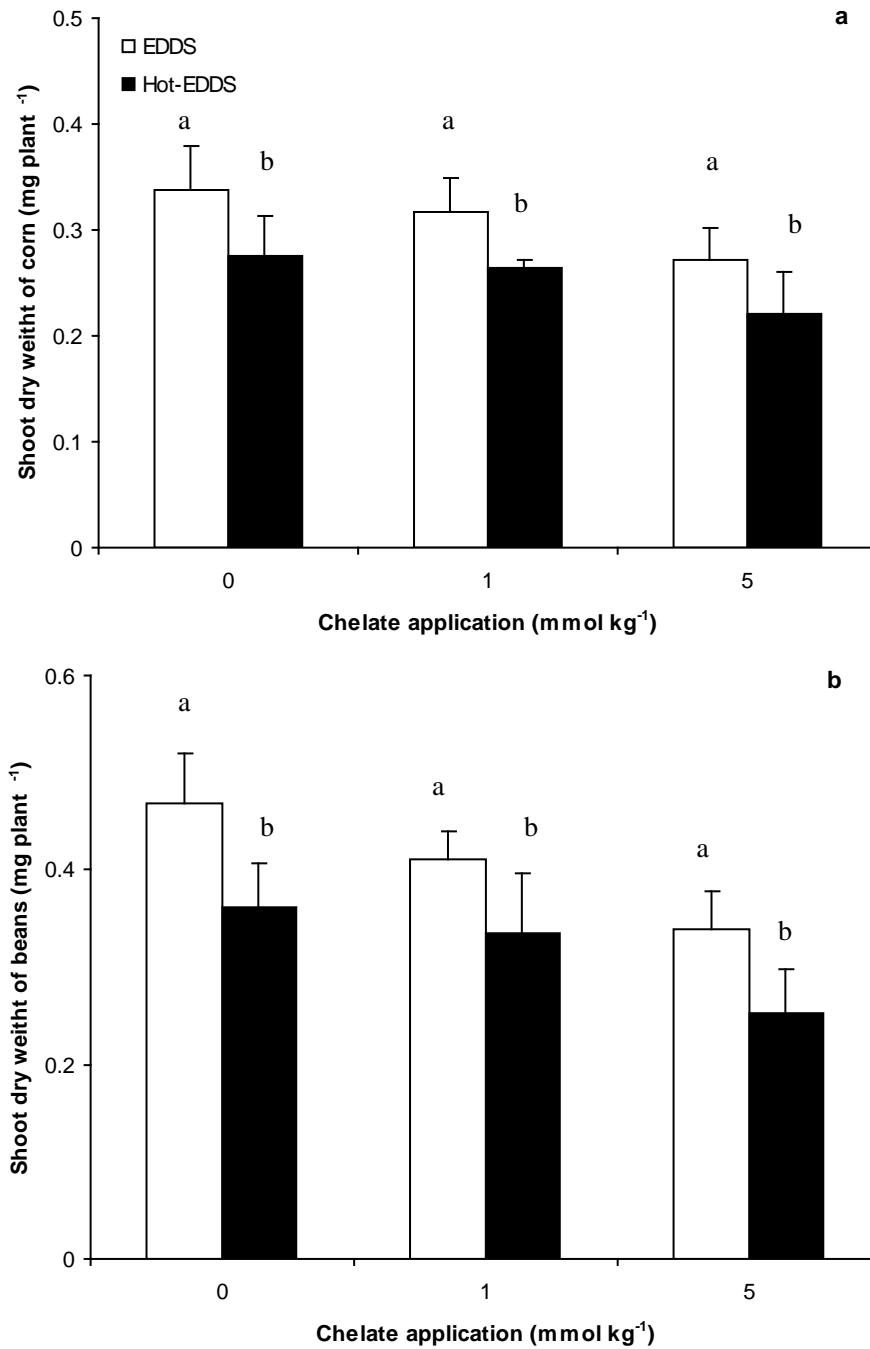 a
0.5
EDDS
Hot-EDDS
0.4
a
a
a
b
b
b
0.3
0.2
0.1
0
Shoot dry weitht of corn (mg plant ⁻¹)
0 1 5
Chelate application (mmol kg⁻¹)
b
0.6
a
a
b
b
a
b
0.4
0.2
0
Shoot dry weitht of beans (mg plant ⁻¹)
0 1 5
Chelate application (mmol kg⁻¹)